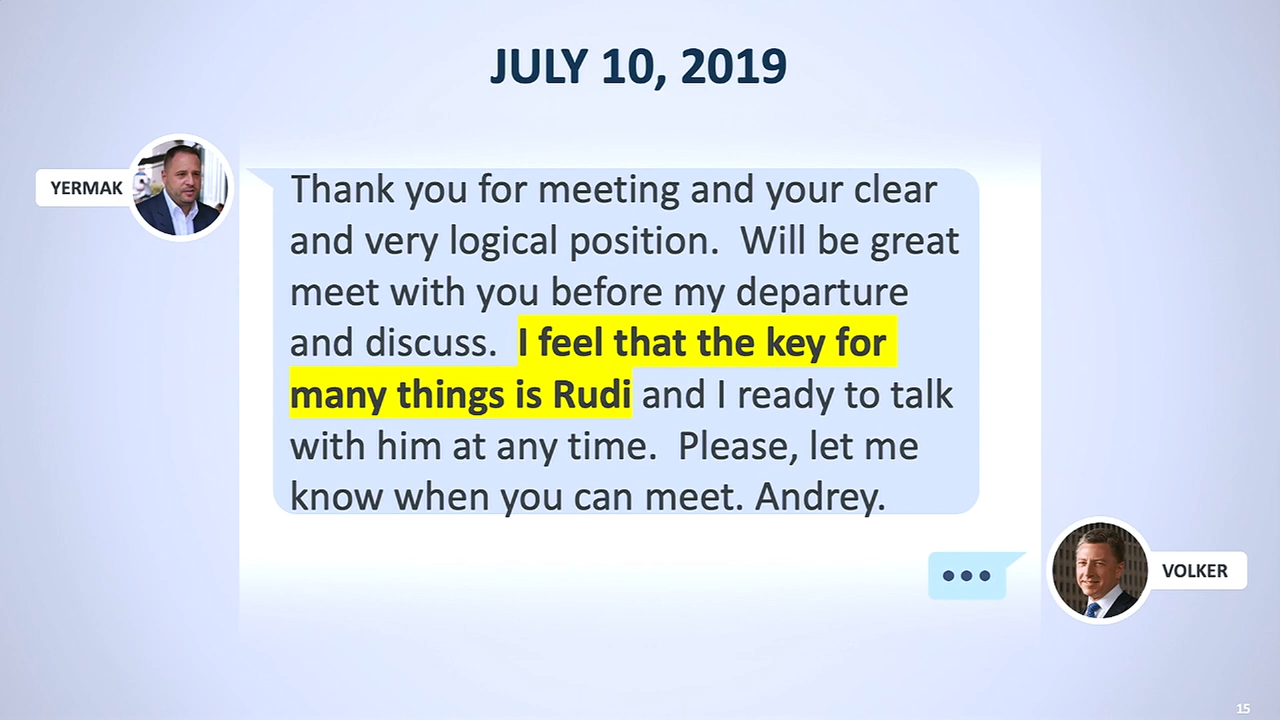 JULY 10, 2019
YERMAK
Thank you for meeting and your clear
and very logical position.  Will be great
meet with you before my departure
and discuss.  I feel that the key for
many things is Rudi and I ready to talk
with him at any time.  Please, let me
know when you can meet. Andrey.
VOLKER
15